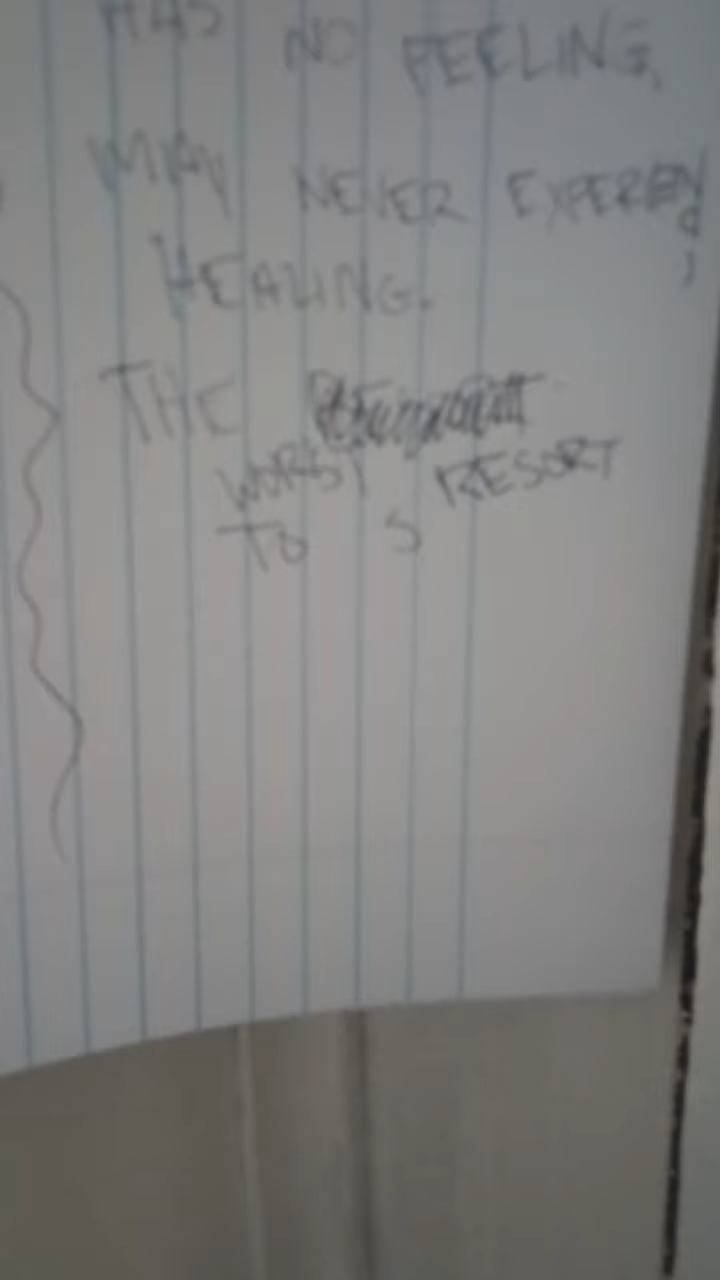 HAS NO FEELING,
MAY NEVER
HEALING.
THE
WORST RESORT
TO S